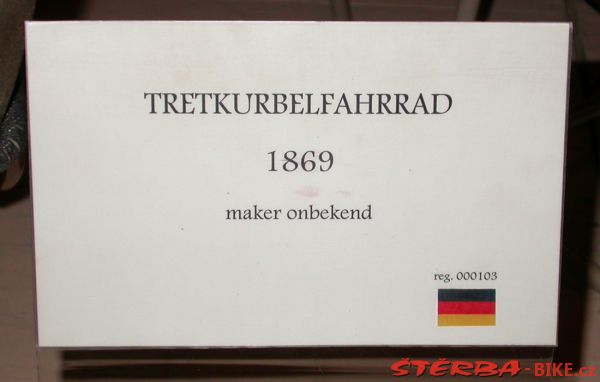 TRETKURBELFAHRRAD
1869
maker onbekend
reg. 000103
ŠTĚRBA-BIKE.cz